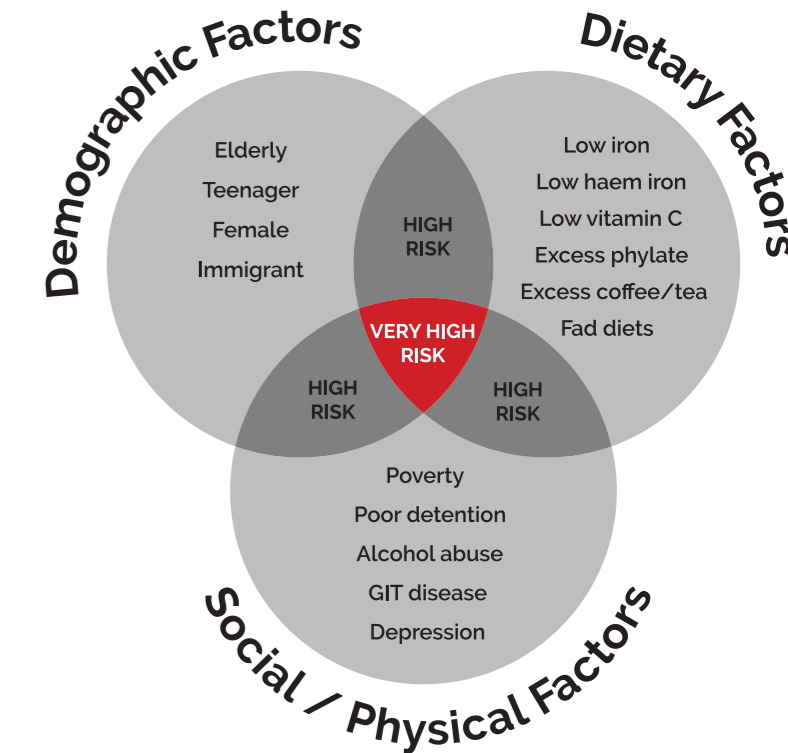 Demographic Factors
Elderly
Teenager
Female
Immigrant
Dietary Factors
Low iron
Low haem iron
Low vitamin C
Excess phylate
Excess coffee/tea
Fad diets
HIGH
RISK
VERY HIGH
RISK
HIGH
RISK
HIGH
RISK
Poverty
Poor detention
Alcohol abuse
GIT disease
Depression
Social / Physical Factors